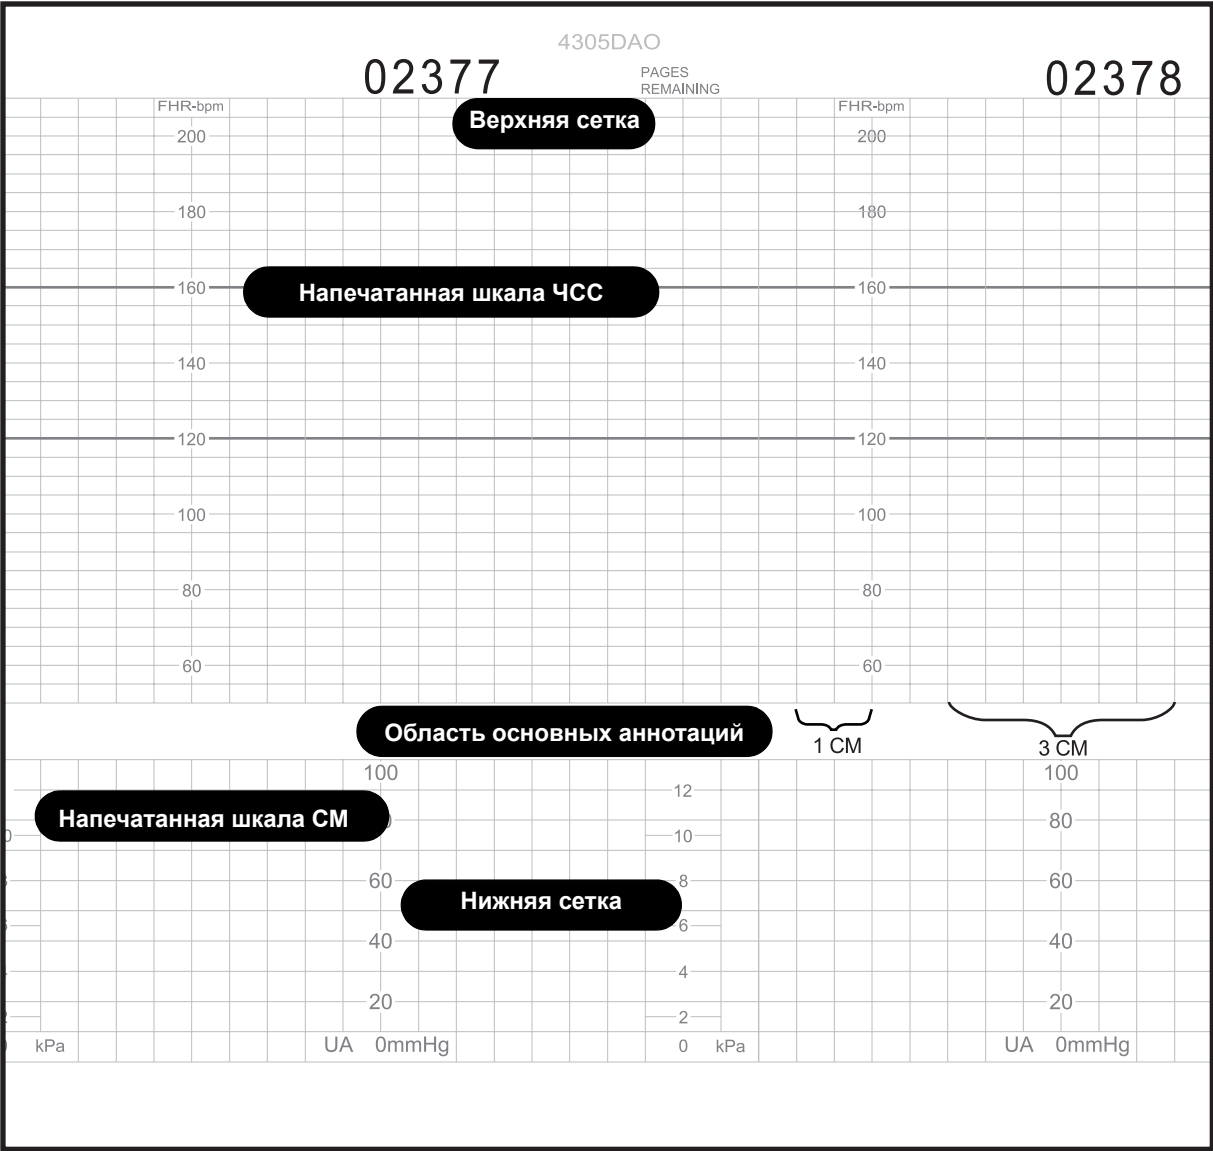 4305DAO
02377 PAGES 02378
REMAINING
FHR-bpm FHR-bpm
Верхняя сетка
200 200
180 180
160 Напечатанная шкала ЧСС 160
140 140
120 120
100 100
80 80
60 60
Область основных аннотаций
1 CM 3 CM
100 100
12
Напечатанная шкала СМ 80
0 10
60 8 60
Нижняя сетка
6
40 40
4
20 20
2
kPa UA 0mmHg 0 kPa UA 0mmHg